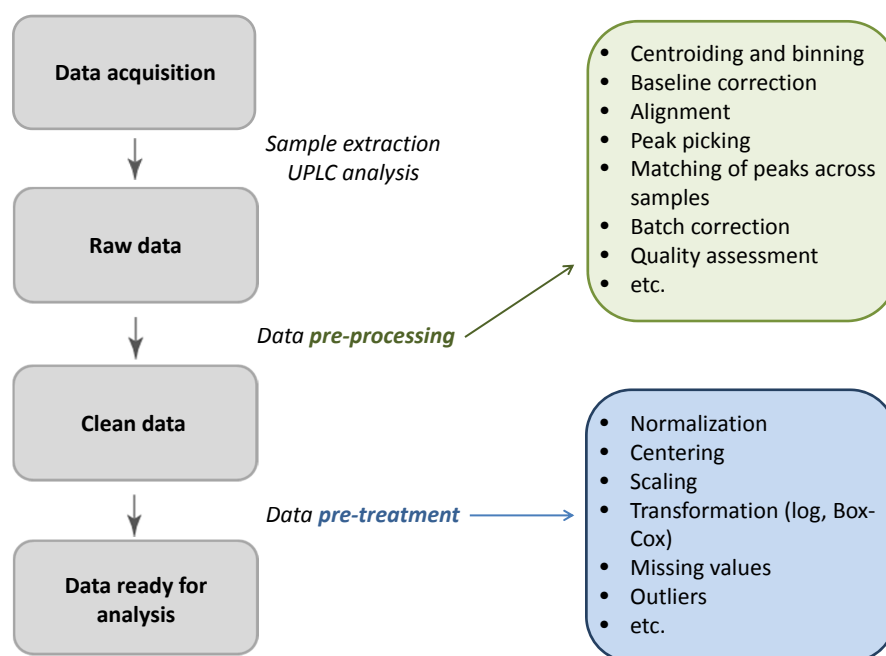 Data acquisition
Sample extraction
UPLC analysis
Raw data
Data pre-processing
Clean data
Data pre-treatment
Data ready for
analysis
• Centroiding and binning
• Baseline correction
• Alignment
• Peak picking
• Matching of peaks across
samples
• Batch correction
• Quality assessment
• etc.
• Normalization
• Centering
• Scaling
• Transformation (log, Box-
Cox)
• Missing values
• Outliers
• etc.